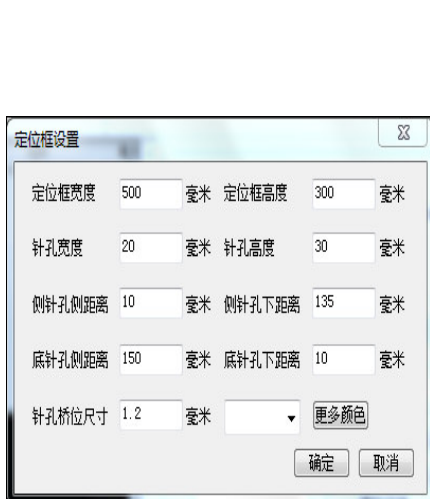 定位框设置
定位框宽度 500 毫米 定位框高度 300 毫米
针孔宽度 20 毫米 针孔高度 30 毫米
侧针孔侧距离 10 毫米 侧针孔下距离 135 毫米
底针孔侧距离 150 毫米 底针孔下距离 10 毫米
针孔桥位尺寸 1.2 毫米 更多颜色
确定 取消